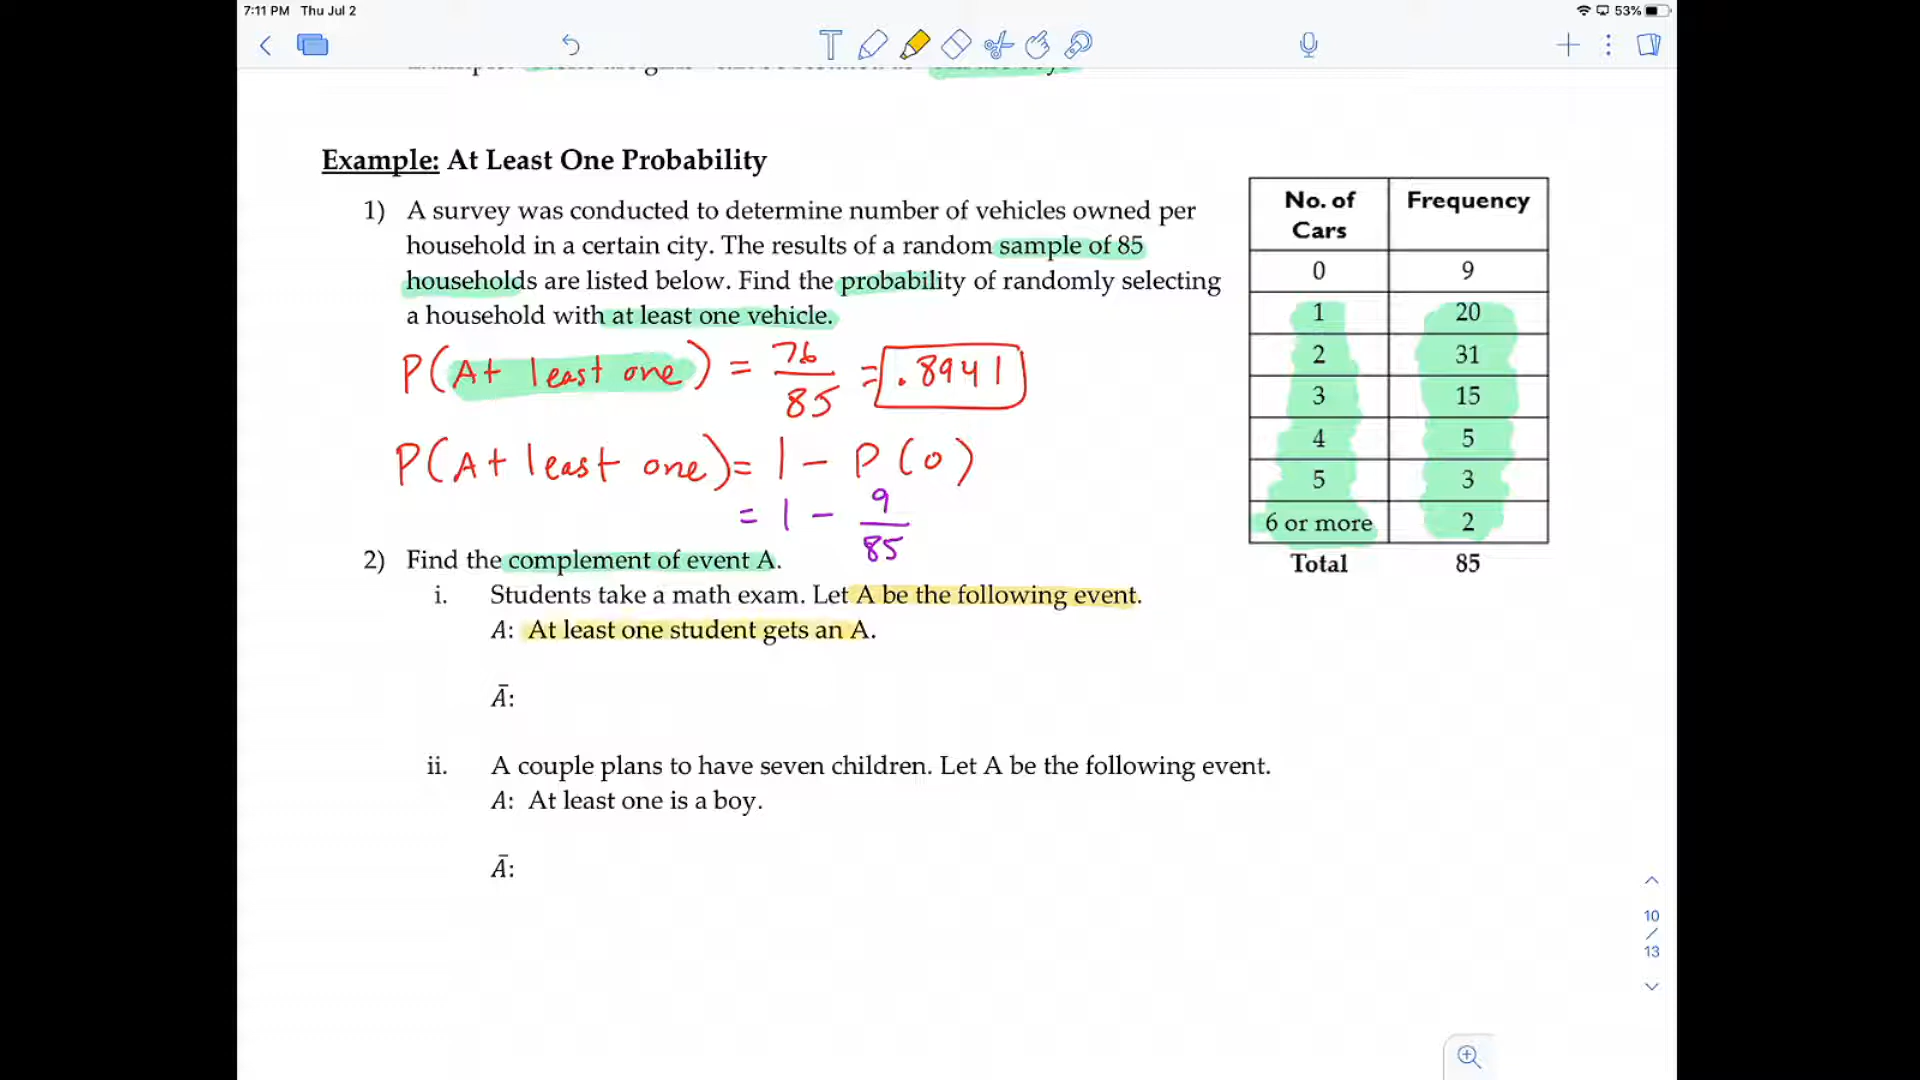 7:11 PM Thu Jul 2
53%
Example: At Least One Probability
1) A survey was conducted to determine number of vehicles owned per
household in a certain city. The results of a random sample of 85
households are listed below. Find the probability of randomly selecting
a household with at least one vehicle.
P(At least one) = 76/85 = .8941
P(At least one) = 1 - P(0)
= 1 - 9/85
No. of Cars Frequency
0 9
1 20
2 31
3 15
4 5
5 3
6 or more 2
Total 85
2) Find the complement of event A.
i. Students take a math exam. Let A be the following event.
A: At least one student gets an A.
Ā:
ii. A couple plans to have seven children. Let A be the following event.
A: At least one is a boy.
Ā:
10
/
13